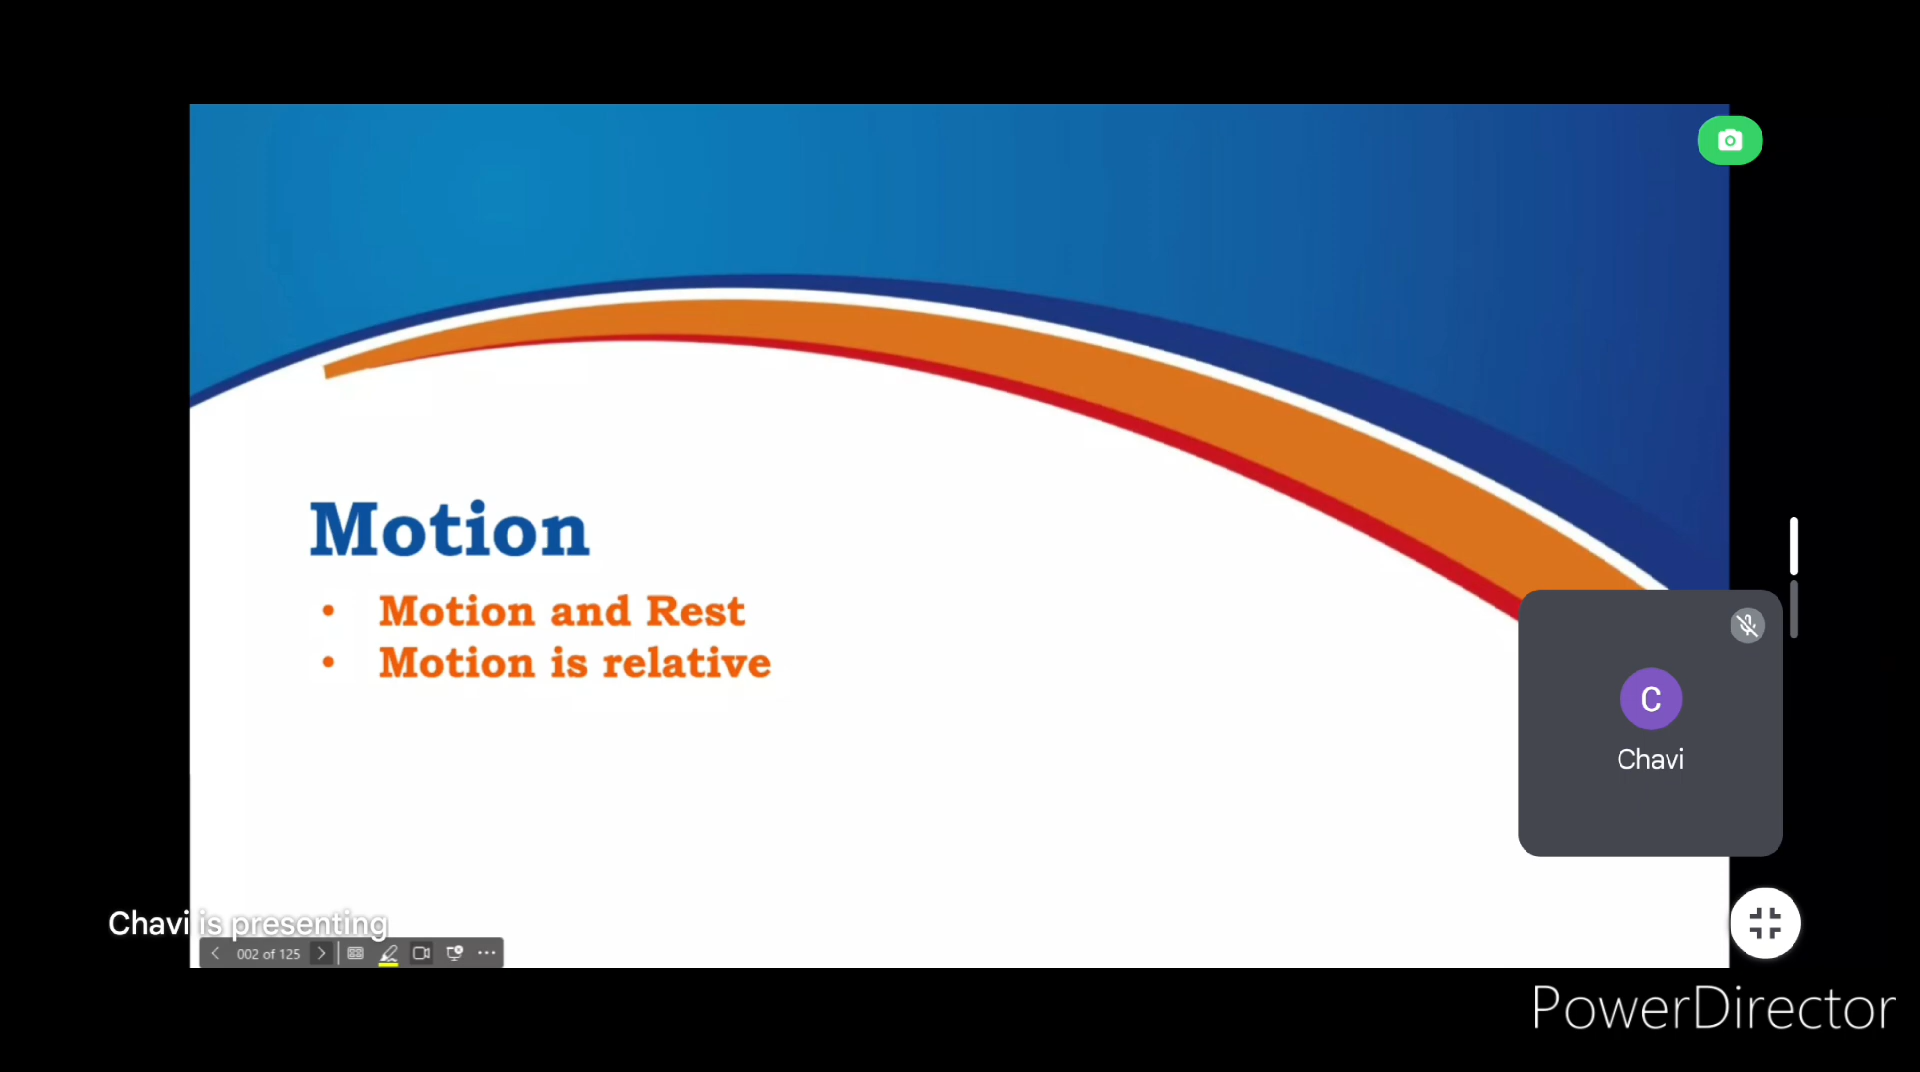 Motion
• Motion and Rest
• Motion is relative
C
Chavi
Chavi is presenting
002 of 125
PowerDirector